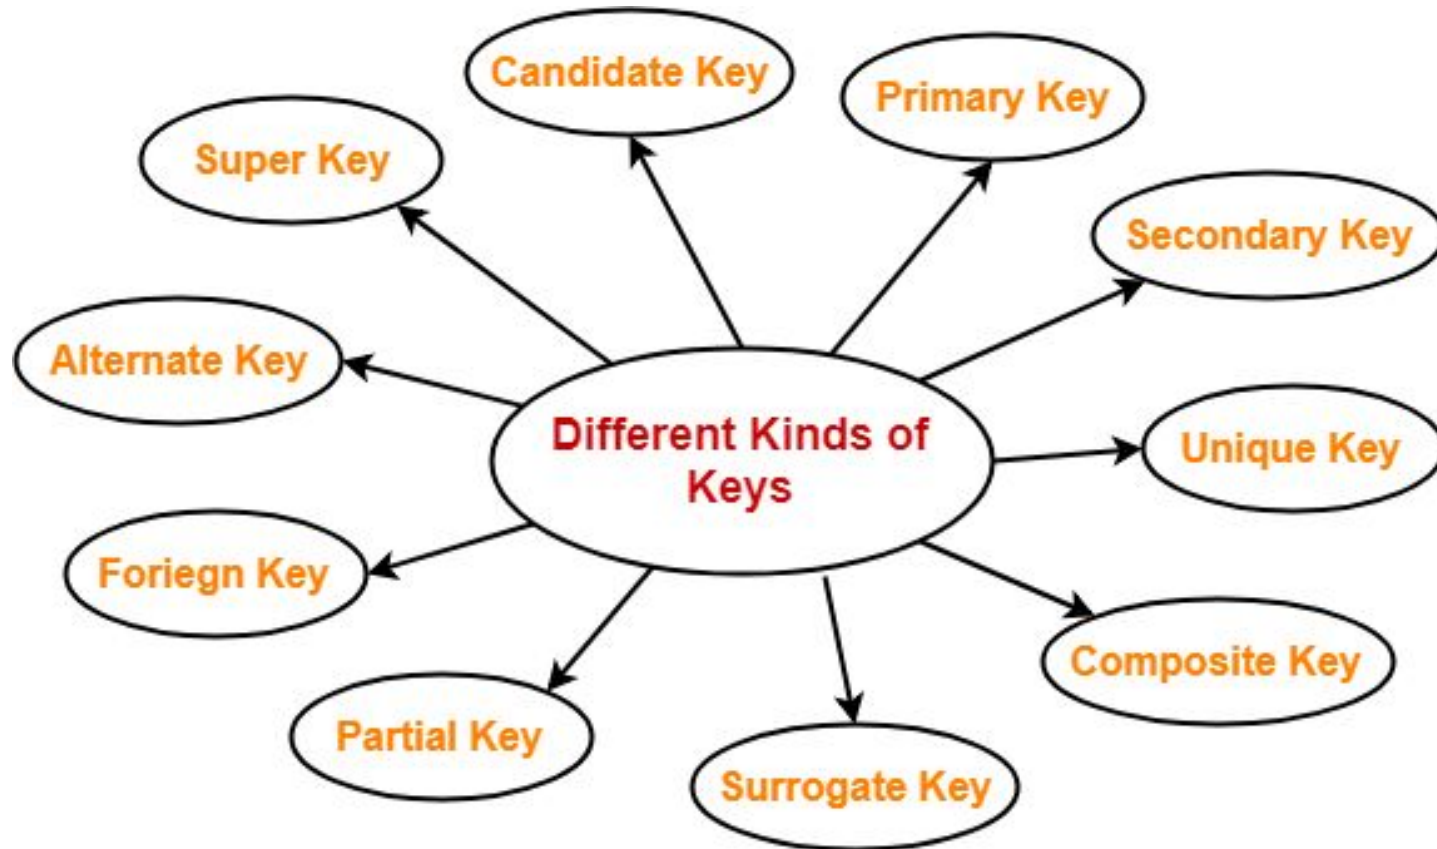 Candidate Key
Primary Key
Super Key
Secondary Key
Alternate Key
Different Kinds of
Keys
Unique Key
Foriegn Key
Composite Key
Partial Key
Surrogate Key